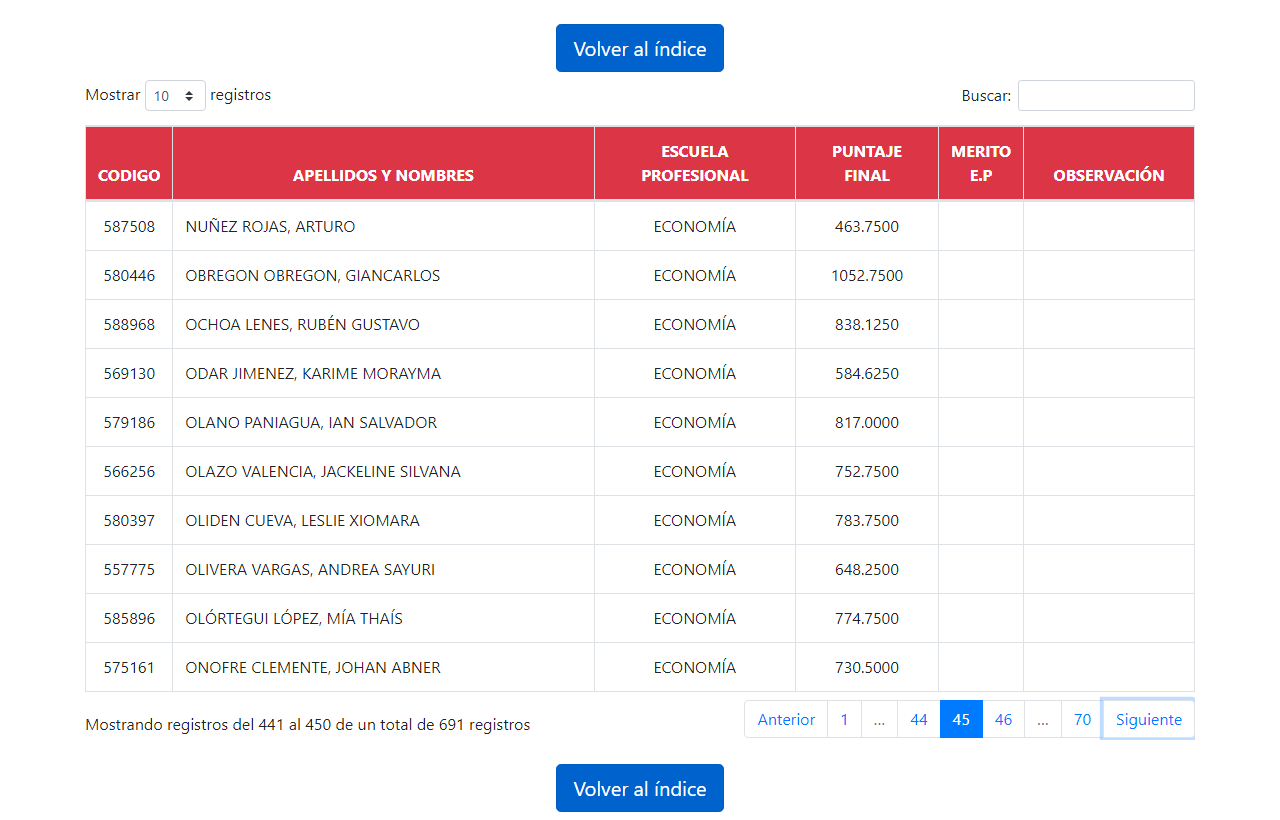 Volver al índice
Mostrar 10 registros Buscar:
CODIGO APELLIDOS Y NOMBRES ESCUELA PROFESIONAL PUNTAJE FINAL MERITO E.P OBSERVACIÓN
587508 NUÑEZ ROJAS, ARTURO ECONOMÍA 463.7500
580446 OBREGON OBREGON, GIANCARLOS ECONOMÍA 1052.7500
588968 OCHOA LENES, RUBÉN GUSTAVO ECONOMÍA 838.1250
569130 ODAR JIMENEZ, KARIME MORAYMA ECONOMÍA 584.6250
579186 OLANO PANIAGUA, IAN SALVADOR ECONOMÍA 817.0000
566256 OLAZO VALENCIA, JACKELINE SILVANA ECONOMÍA 752.7500
580397 OLIDEN CUEVA, LESLIE XIOMARA ECONOMÍA 783.7500
557775 OLIVERA VARGAS, ANDREA SAYURI ECONOMÍA 648.2500
585896 OLÓRTEGUI LÓPEZ, MÍA THAÍS ECONOMÍA 774.7500
575161 ONOFRE CLEMENTE, JOHAN ABNER ECONOMÍA 730.5000
Mostrando registros del 441 al 450 de un total de 691 registros Anterior 1 ... 44 45 46 ... 70 Siguiente
Volver al índice